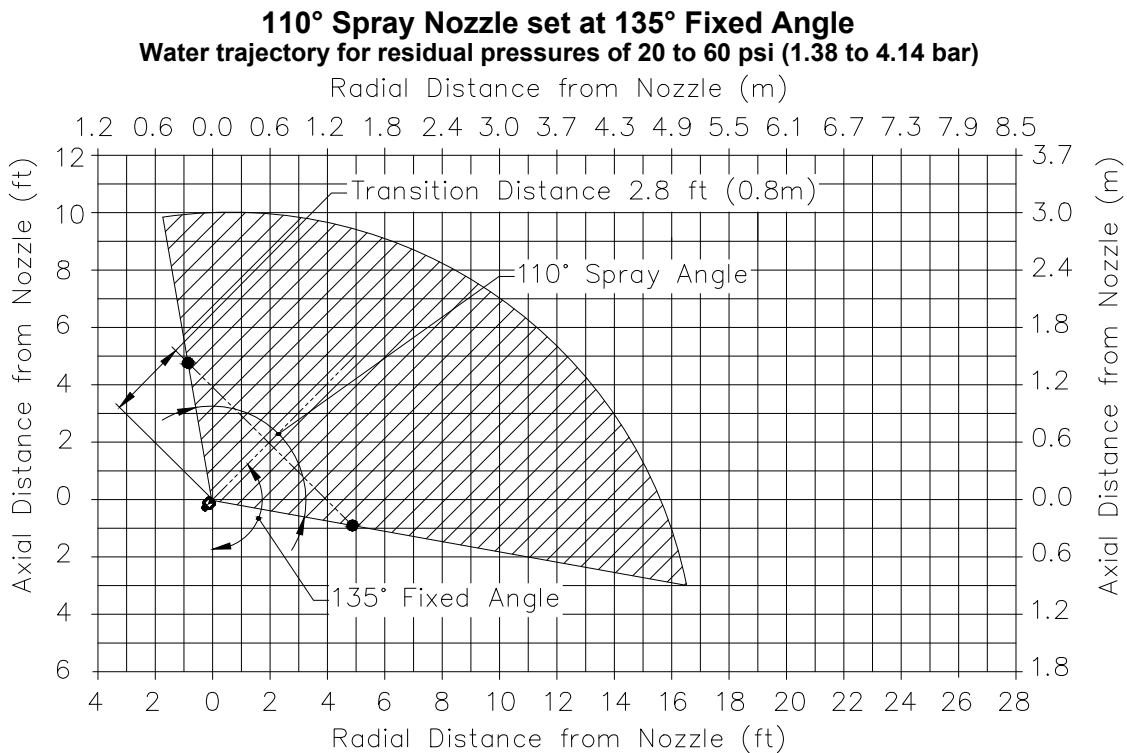 110° Spray Nozzle set at 135° Fixed Angle
Water trajectory for residual pressures of 20 to 60 psi (1.38 to 4.14 bar)
Radial Distance from Nozzle (m)
1.2 0.6 0.0 0.6 1.2 1.8 2.4 3.0 3.7 4.3 4.9 5.5 6.1 6.7 7.3 7.9 8.5
Axial Distance from Nozzle (ft)
12
10
8
6
4
2
0
2
4
6
Transition Distance 2.8 ft (0.8m)
110° Spray Angle
135° Fixed Angle
3.7
3.0
2.4
1.8
1.2
0.6
0.0
0.6
1.2
1.8
Axial Distance from Nozzle (m)
4 2 0 2 4 6 8 10 12 14 16 18 20 22 24 26 28
Radial Distance from Nozzle (ft)